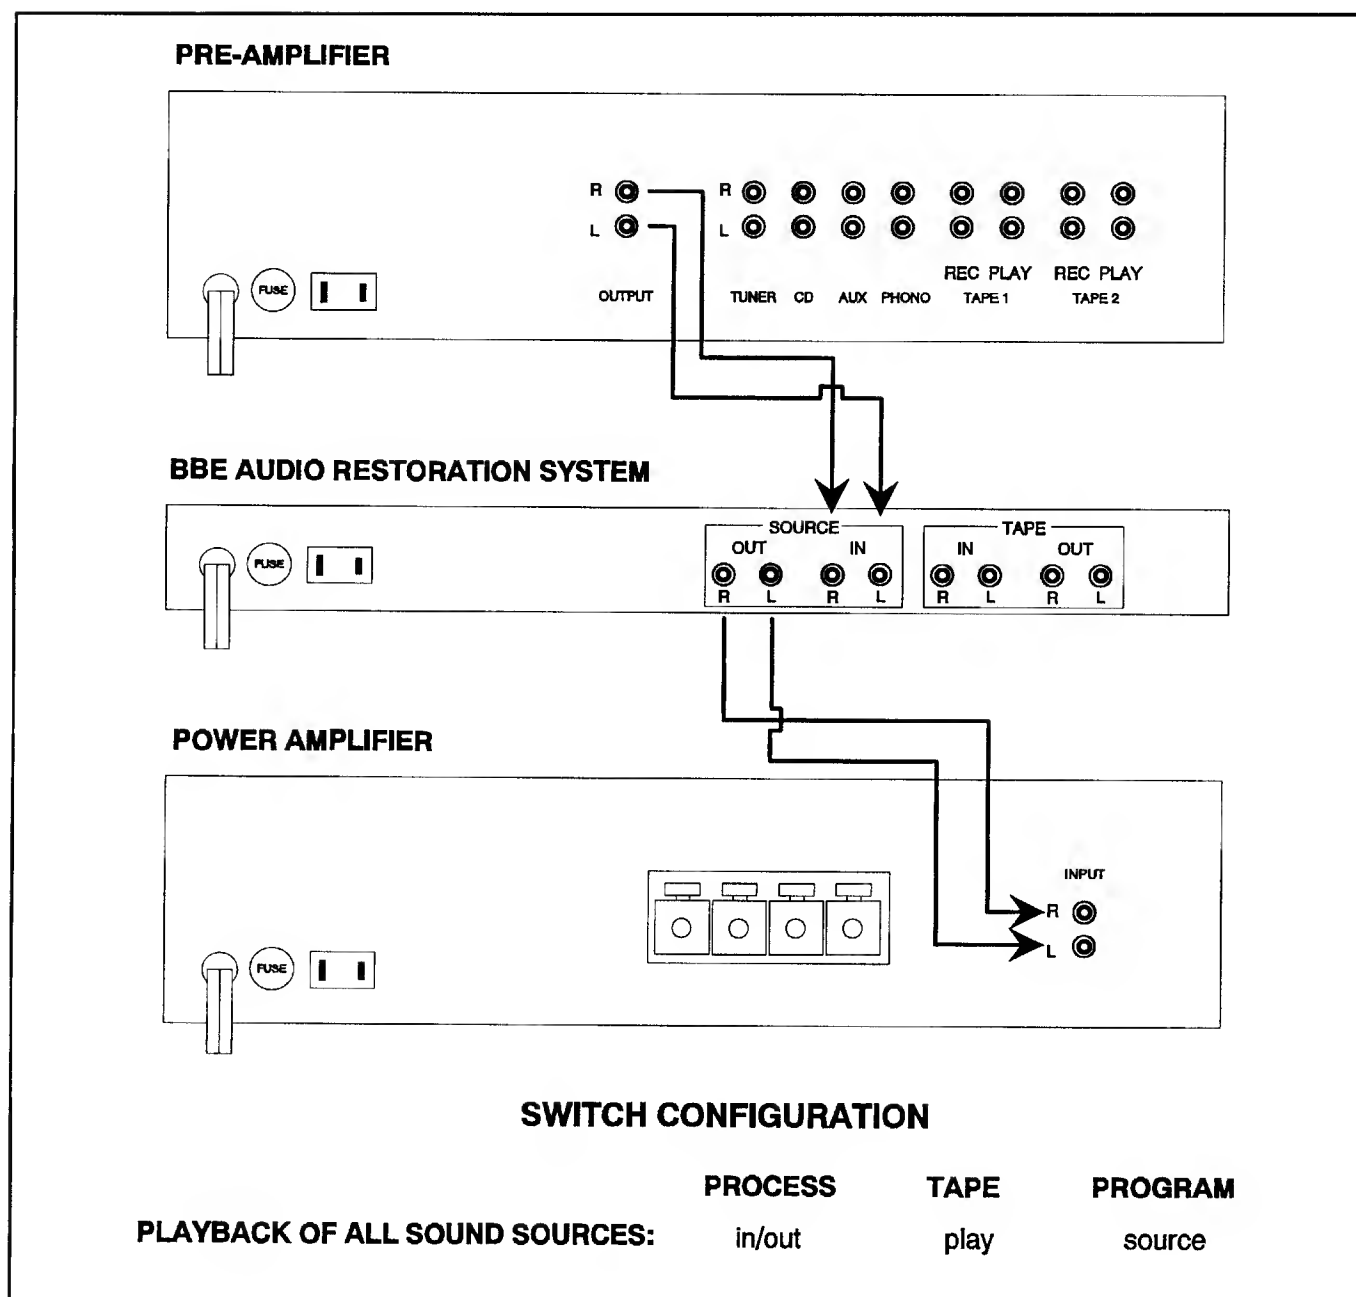 PRE-AMPLIFIER
R R
L L
REC PLAY REC PLAY
FUSE OUTPUT TUNER CD AUX PHONO TAPE 1 TAPE 2
BBE AUDIO RESTORATION SYSTEM
SOURCE TAPE
OUT IN IN OUT
FUSE
R L R L R L R L
POWER AMPLIFIER
INPUT
R
L
FUSE
SWITCH CONFIGURATION
PROCESS TAPE PROGRAM
PLAYBACK OF ALL SOUND SOURCES: in/out play source